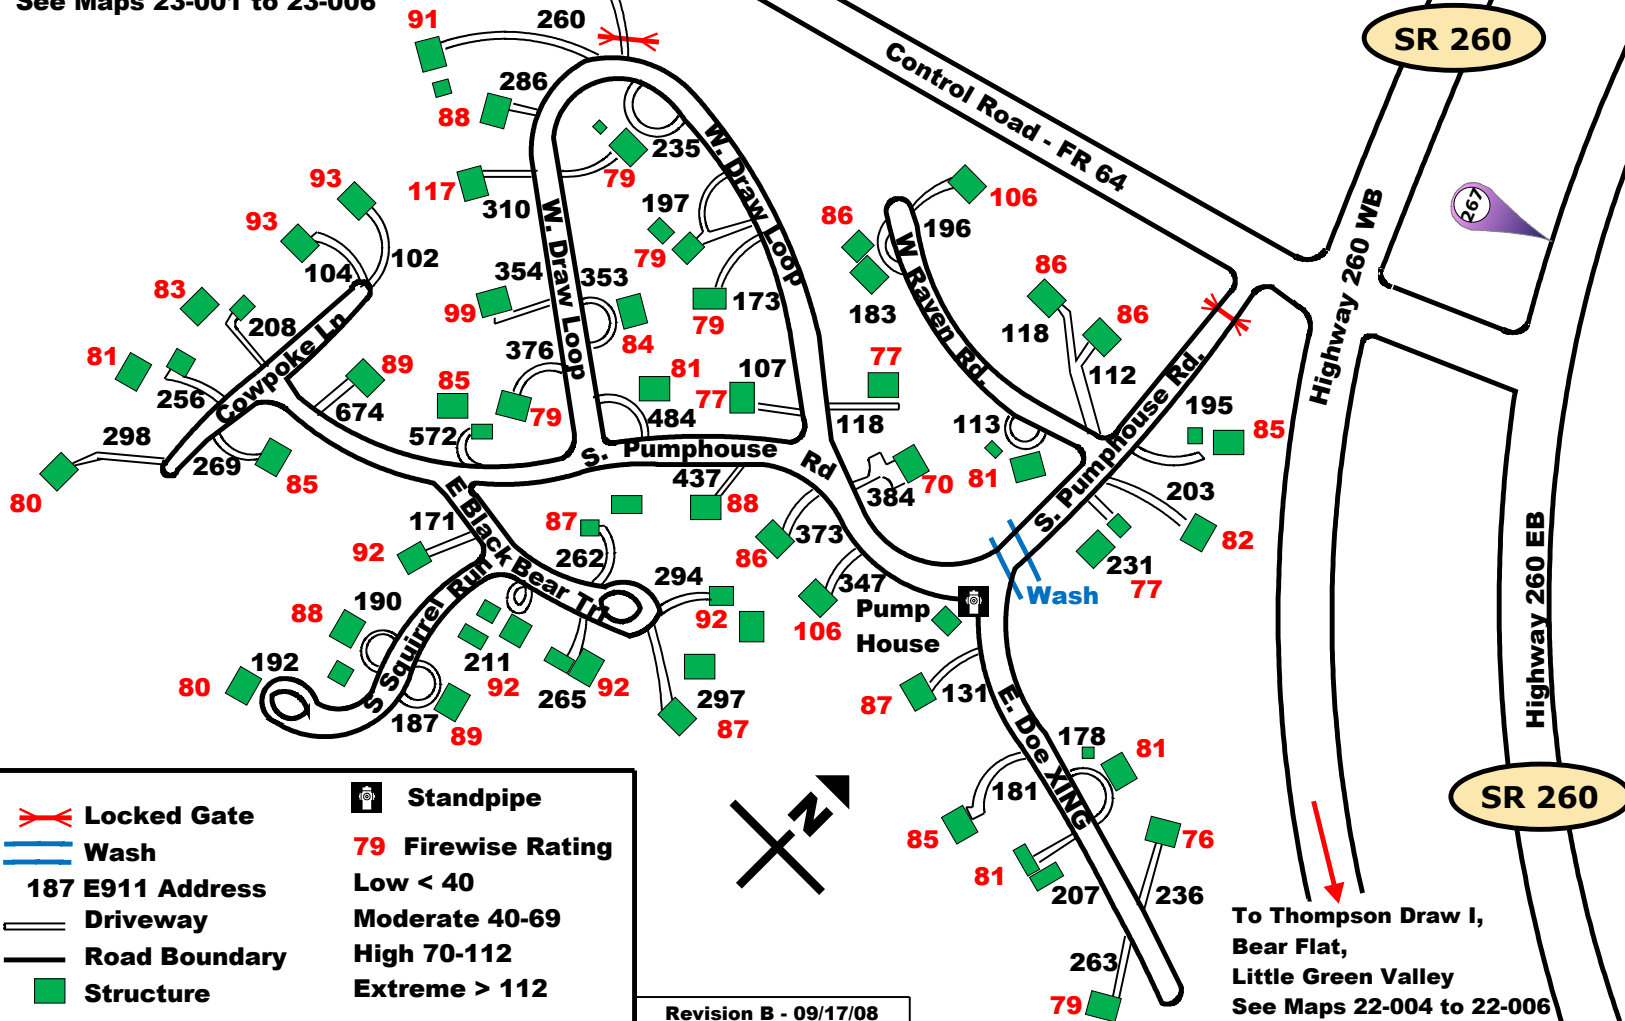 See Maps 23-001 to 23-006
91
260
SR 260
Control Road - FR 64
286
88
W. Draw Loop
235
79
117
310
93
93
102
104
197
79
W. Draw Loop
354
353
99
84
173
79
86
196
106
W Raven Rd.
183
86
118
86
112
Highway 260 WB
267
83
208
Cowpoke Ln
81
256
89
674
298
80
269
85
376
79
85
572
81
484
77
107
77
118
S. Pumphouse Rd
437
88
384
70
113
81
S. Pumphouse Rd.
195
85
203
82
231
77
Wash
373
86
347
106
Pump
House
E Black Bear Trl
171
92
87
262
294
92
S Squirrel Run
190
88
192
80
187
89
211
92
265
92
297
87
131
87
E. Doe XING
178
81
181
85
81
207
76
236
263
79
Highway 260 EB
SR 260
N
Locked Gate
Wash
187 E911 Address
Driveway
Road Boundary
Structure
Standpipe
79 Firewise Rating
Low < 40
Moderate 40-69
High 70-112
Extreme > 112
Revision B - 09/17/08
To Thompson Draw I,
Bear Flat,
Little Green Valley
See Maps 22-004 to 22-006